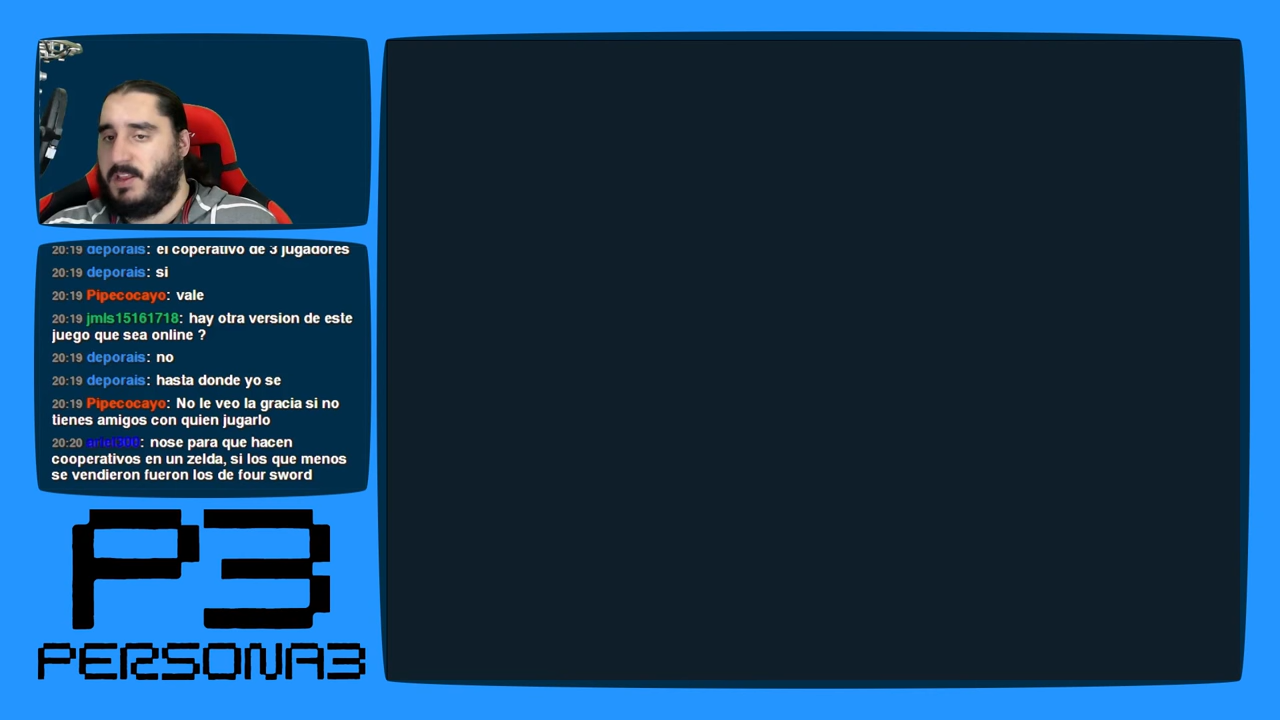 20:19 deporais: el coperativo de 3 jugadores
20:19 deporais: si
20:19 Pipecocayo: vale
20:19 jmls15161718: hay otra version de este
juego que sea online ?
20:19 deporais: no
20:19 deporais: hasta donde yo se
20:19 Pipecocayo: No le veo la gracia si no
tienes amigos con quien jugarlo
20:20 : nose para que hacen
cooperativos en un zelda, si los que menos
se vendieron fueron los de four sword
P3
PERSONA3